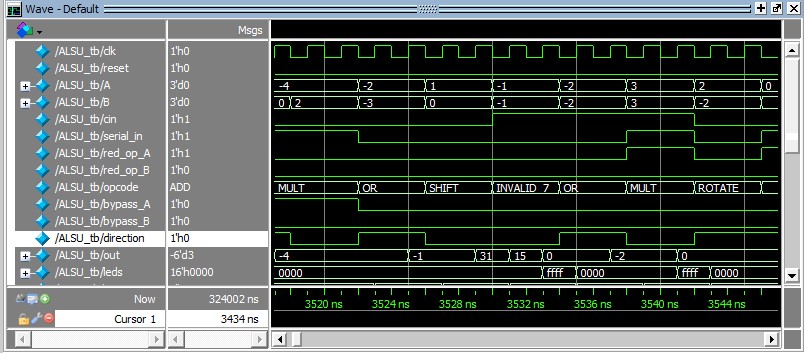 Wave - Default
Msgs
/ALSU_tb/clk 1'h0
/ALSU_tb/reset 1'h0
/ALSU_tb/A 3'd0 -4 -2 1 -1 -2 3 2 0
/ALSU_tb/B 3'd0 0 2 -3 0 -1 -2 3 -2
/ALSU_tb/cin 1'h1
/ALSU_tb/serial_in 1'h1
/ALSU_tb/red_op_A 1'h1
/ALSU_tb/red_op_B 1'h0
/ALSU_tb/opcode ADD MULT OR SHIFT INVALID_7 OR MULT ROTATE
/ALSU_tb/bypass_A 1'h0
/ALSU_tb/bypass_B 1'h0
/ALSU_tb/direction 1'h0
/ALSU_tb/out -6'd3 -4 -1 31 15 0 -2 0
/ALSU_tb/leds 16'h0000 0000 ffff 0000 ffff 0000
Now 324002 ns 3520 ns 3524 ns 3528 ns 3532 ns 3536 ns 3540 ns 3544 ns
Cursor 1 3434 ns